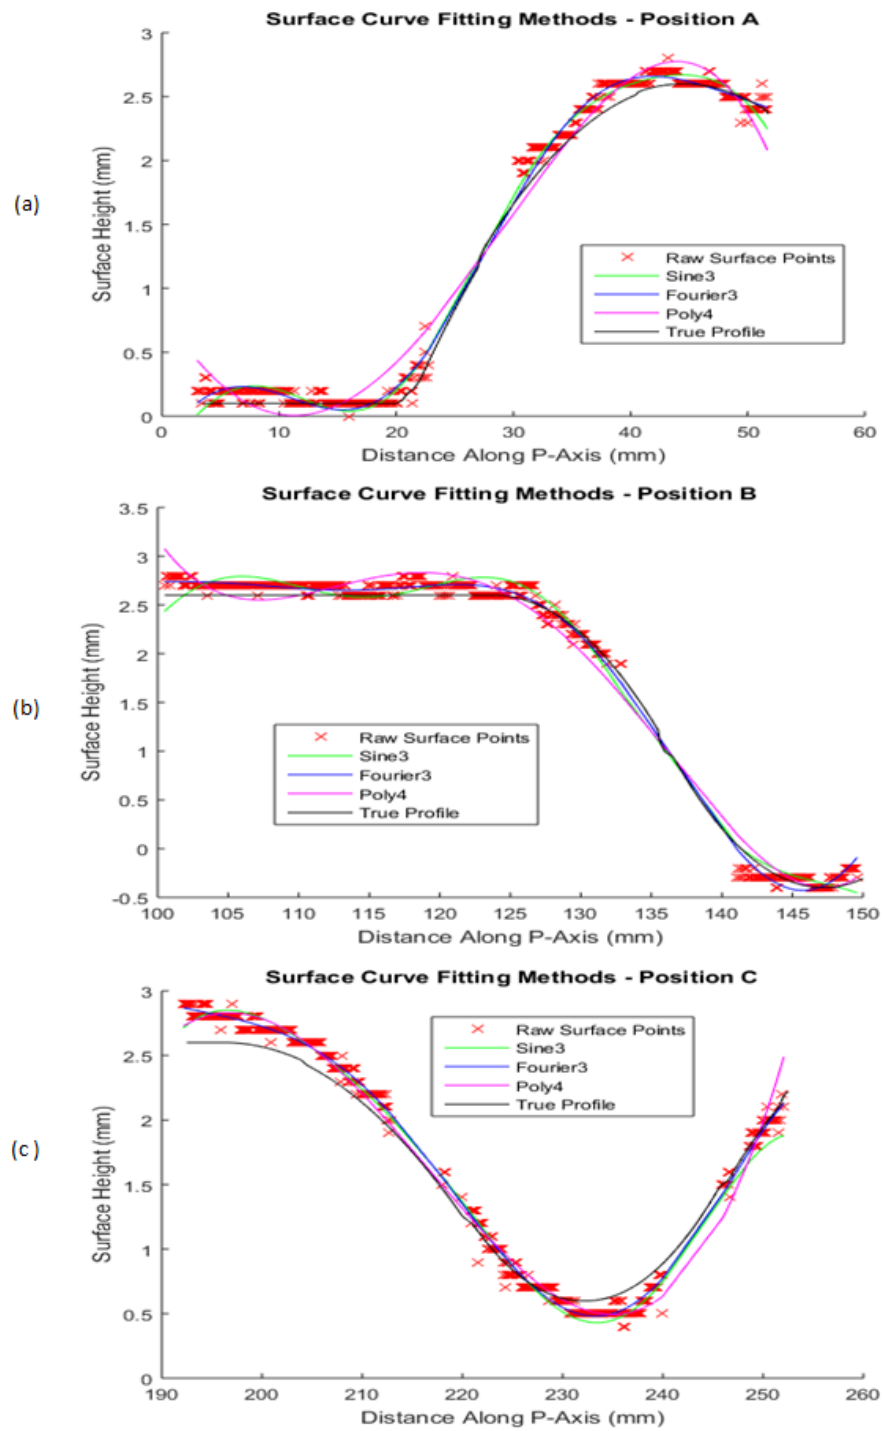 Surface Curve Fitting Methods - Position A
3
2.5
2
1.5
1
0.5
0
0
10
20
30
40
50
60
Surface Height (mm)
Distance Along P-Axis (mm)
(a)
Raw Surface Points
Sine3
Fourier3
Poly4
True Profile
Surface Curve Fitting Methods - Position B
3.5
3
2.5
2
1.5
1
0.5
0
-0.5
100
105
110
115
120
125
130
135
140
145
150
Surface Height (mm)
Distance Along P-Axis (mm)
(b)
Raw Surface Points
Sine3
Fourier3
Poly4
True Profile
Surface Curve Fitting Methods - Position C
3
2.5
2
1.5
1
0.5
0
190
200
210
220
230
240
250
260
Surface Height (mm)
Distance Along P-Axis (mm)
(c)
Raw Surface Points
Sine3
Fourier3
Poly4
True Profile